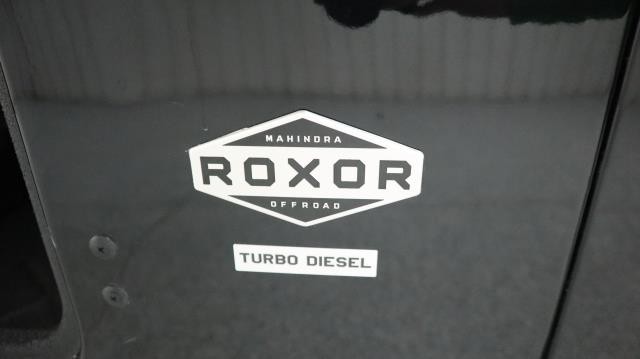 MAHINDRA
ROXOR
OFFROAD
TURBO DIESEL